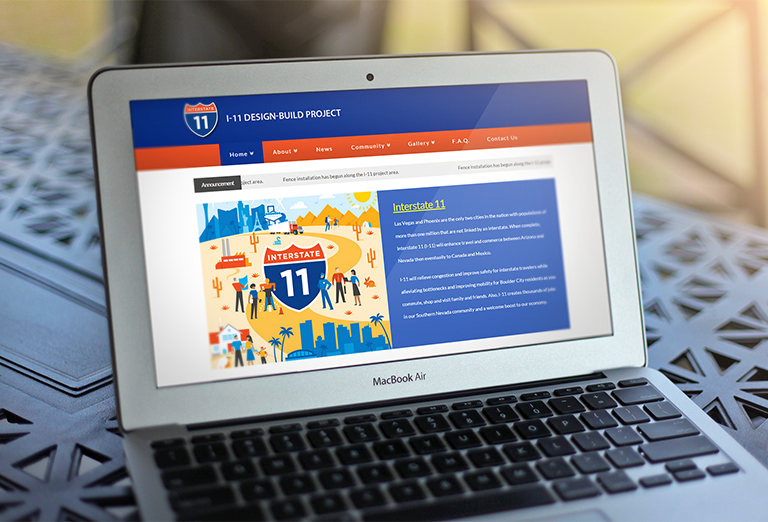 INTERSTATE
11
I-11 DESIGN-BUILD PROJECT
Home About News Community Gallery F.A.Q. Contact Us
Announcement ject area. Fence installation has begun along the I-11 project area. Fence installation has begun along the I-11 proje
Interstate 11
Las Vegas and Phoenix are the only two cities in the nation with populations of
more than one million that are not linked by an interstate. When complete,
Interstate 11 (I-11) will enhance travel and commerce between Arizona and
Nevada then eventually to Canada and Mexico.
I-11 will relieve congestion and improve safety for interstate travelers while
alleviating bottlenecks and improving mobility for Boulder City residents as you
commute, shop and visit family and friends. Also, I-11 creates thousands of jobs
in our Southern Nevada community and a welcome boost to our economy.
INTERSTATE
11
MacBook Air